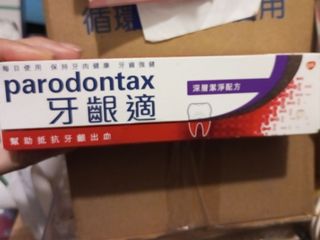 循環 用
每日使用 保持牙肉健康 牙齒強健
parodontax
牙齦適
深層潔淨配方
幫助抵抗牙齦出血